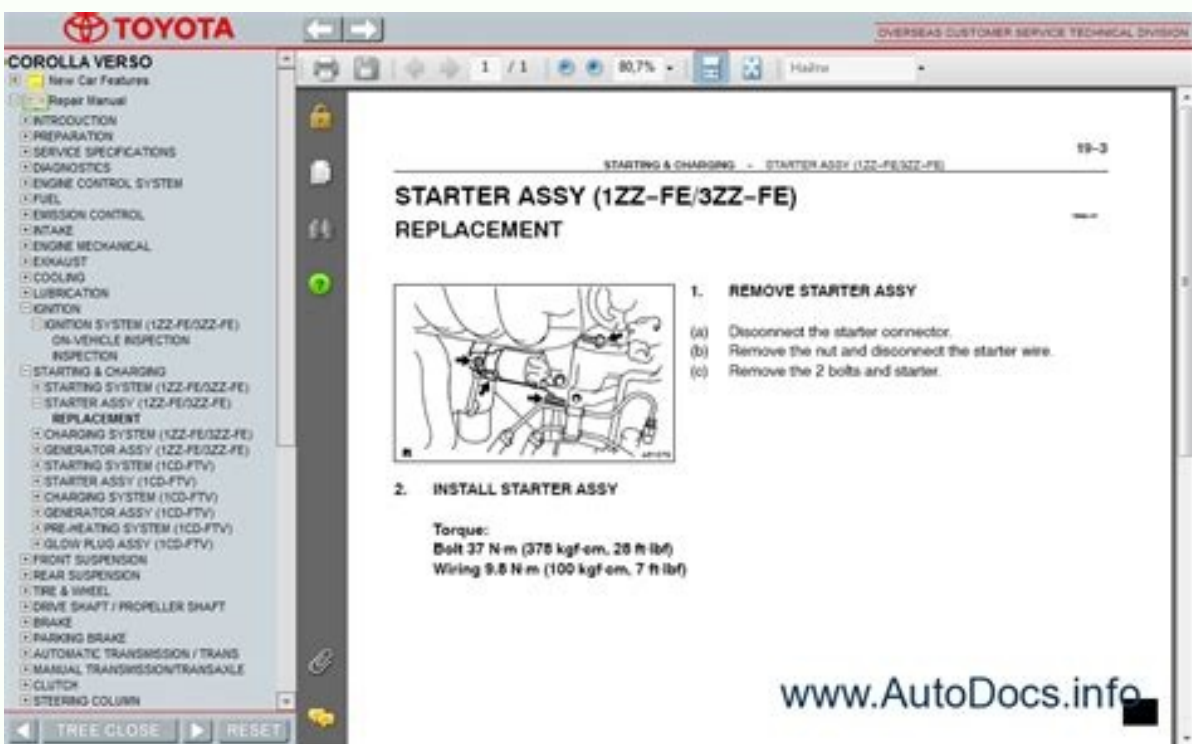 TOYOTA
OVERSEAS CUSTOMER SERVICE TECHNICAL DIVISION
COROLLA VERSO
New Car Features
Repair Manual
INTRODUCTION
PREPARATION
SERVICE SPECIFICATIONS
DIAGNOSTICS
ENGINE CONTROL SYSTEM
FUEL
EMISSION CONTROL
INTAKE
ENGINE MECHANICAL
EXHAUST
COOLING
LUBRICATION
IGNITION
IGNITION SYSTEM (1ZZ-FE/3ZZ-FE)
ON-VEHICLE INSPECTION
INSPECTION
STARTING & CHARGING
STARTING SYSTEM (1ZZ-FE/3ZZ-FE)
STARTER ASSY (1ZZ-FE/3ZZ-FE)
REPLACEMENT
CHARGING SYSTEM (1ZZ-FE/3ZZ-FE)
GENERATOR ASSY (1ZZ-FE/3ZZ-FE)
STARTING SYSTEM (1CD-FTV)
STARTER ASSY (1CD-FTV)
CHARGING SYSTEM (1CD-FTV)
GENERATOR ASSY (1CD-FTV)
PRE-HEATING SYSTEM (1CD-FTV)
GLOW PLUG ASSY (1CD-FTV)
FRONT SUSPENSION
REAR SUSPENSION
TIRE & WHEEL
DRIVE SHAFT / PROPELLER SHAFT
BRAKE
PARKING BRAKE
AUTOMATIC TRANSMISSION / TRANS
MANUAL TRANSMISSION/TRANSAXLE
CLUTCH
STEERING COLUMN
TREE CLOSE RESET
1 / 1 80,7% Найти
19–3
STARTING & CHARGING – STARTER ASSY (1ZZ–FE/3ZZ–FE)
STARTER ASSY (1ZZ–FE/3ZZ–FE)
REPLACEMENT
1. REMOVE STARTER ASSY
(a) Disconnect the starter connector.
(b) Remove the nut and disconnect the starter wire.
(c) Remove the 2 bolts and starter.
2. INSTALL STARTER ASSY
Torque:
Bolt 37 N·m (378 kgf·cm, 28 ft·lbf)
Wiring 9.8 N·m (100 kgf·cm, 7 ft·lbf)
www.AutoDocs.info